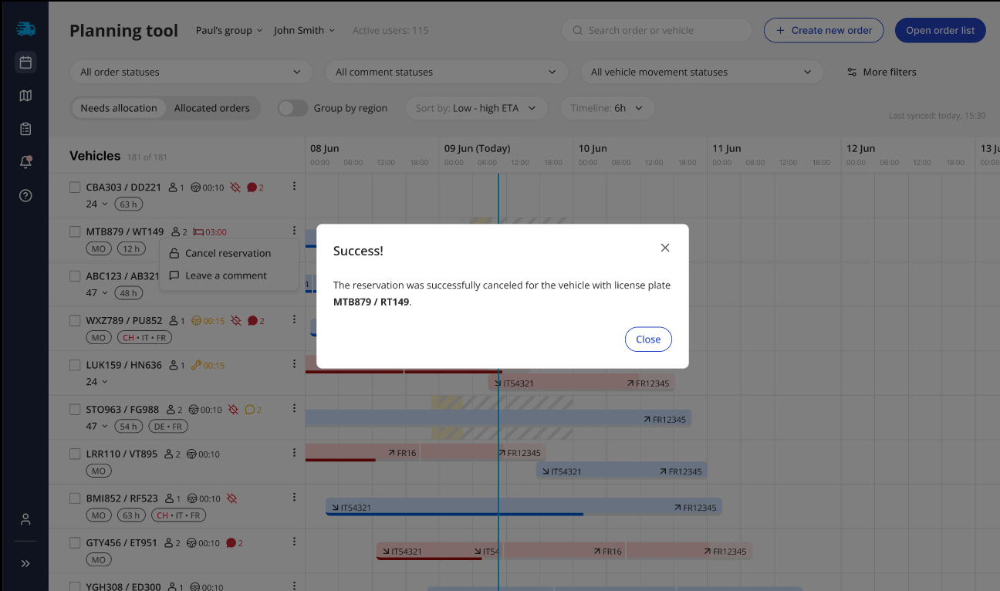 Planning tool Paul's group John Smith Active users: 115 Search order or vehicle Create new order Open order list
All order statuses All comment statuses All vehicle movement statuses More filters
Needs allocation Allocated orders Group by region Sort by: Low - high ETA Timeline: 6h Last synced: today, 15:30
Vehicles 181 of 181
08 Jun 09 Jun (Today) 10 Jun 11 Jun 12 Jun 13 J
00:00 06:00 12:00 18:00 00:00 06:00 12:00 18:00 00:00 06:00 12:00 18:00 00:00 06:00 12:00 18:00 00:00 06:00 12:00 18:00 00:0
CBA303 / DD221 1 00:10 2
24 63 h
MTB879 / WT149 2 03:00
MO 12 h
Cancel reservation
Leave a comment
ABC123 / AB321
47 48 h
4
WXZ789 / PU852 1 00:15 2
MO CH • IT • FR
LUK159 / HN636 1 00:15
24
IT54321 FR12345
STO963 / FG988 2 00:10 2
47 54 h DE • FR
FR12345
LRR110 / VT895 2 00:10
MO
FR16 FR12345
IT54321 FR12345
BMI852 / RF523 1 00:10
MO 63 h CH • IT • FR
IT54321 FR12345
GTY456 / ET951 2 00:10 2
MO
IT54321 IT54 FR16 FR12345
YGH308 / ED300 1 00:10
Success!
The reservation was successfully canceled for the vehicle with license plate
MTB879 / RT149.
Close